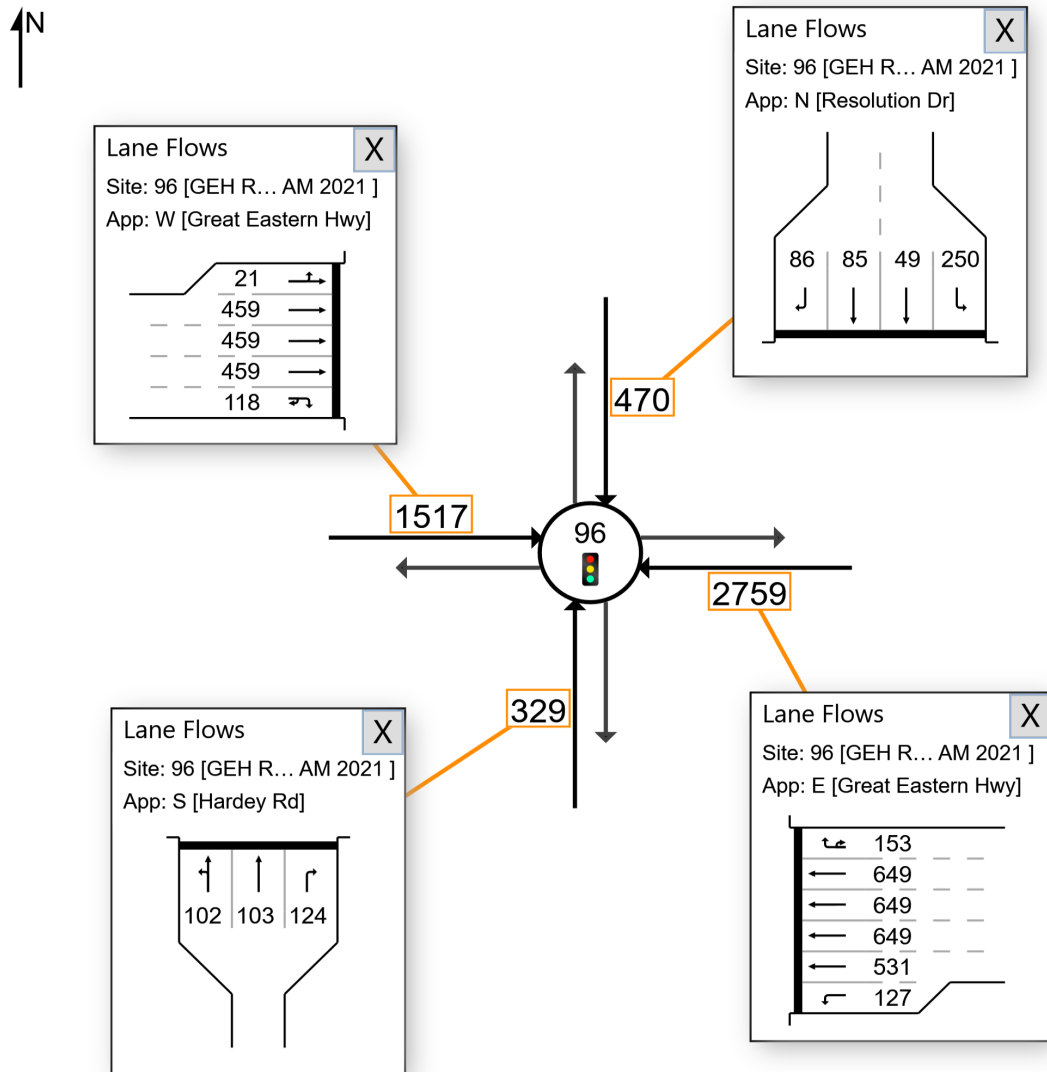 N
Lane Flows X
Site: 96 [GEH R... AM 2021 ]
App: N [Resolution Dr]
86 85 49 250
Lane Flows X
Site: 96 [GEH R... AM 2021 ]
App: W [Great Eastern Hwy]
21
459
459
459
118
470
1517
96
2759
329
Lane Flows X
Site: 96 [GEH R... AM 2021 ]
App: S [Hardey Rd]
102 103 124
Lane Flows X
Site: 96 [GEH R... AM 2021 ]
App: E [Great Eastern Hwy]
153
649
649
649
531
127